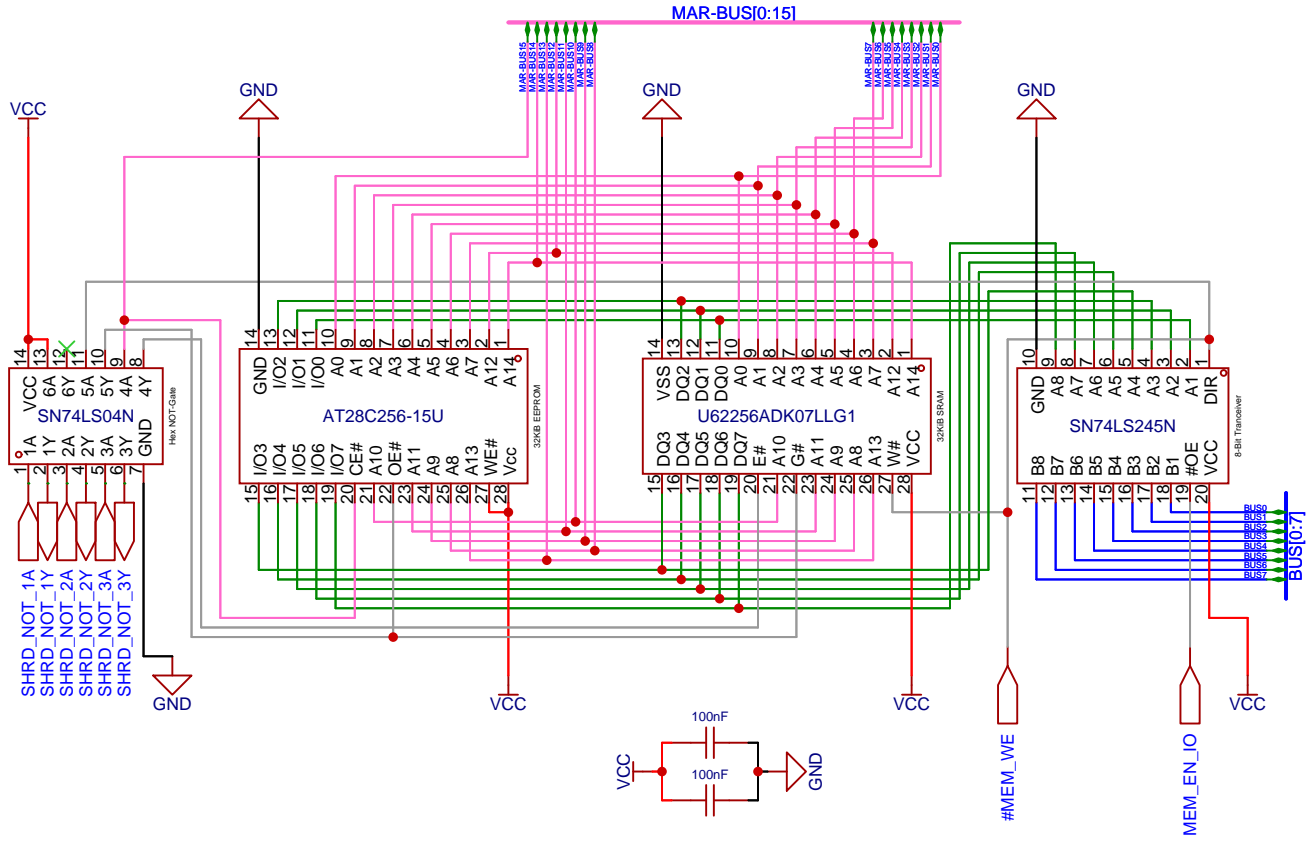 MAR-BUS[0:15]
MAR-BUS15
MAR-BUS14
MAR-BUS13
MAR-BUS12
MAR-BUS11
MAR-BUS10
MAR-BUS9
MAR-BUS8
MAR-BUS7
MAR-BUS6
MAR-BUS5
MAR-BUS4
MAR-BUS3
MAR-BUS2
MAR-BUS1
MAR-BUS0
VCC
GND
GND
GND
14 13 12 11 10 9 8
VCC 6A 6Y 5A 5Y 4A 4Y
SN74LS04N
Hex NOT-Gate
1A 1Y 2A 2Y 3A 3Y GND
1 2 3 4 5 6 7
SHRD_NOT_1A
SHRD_NOT_1Y
SHRD_NOT_2A
SHRD_NOT_2Y
SHRD_NOT_3A
SHRD_NOT_3Y
GND
14 13 12 11 10 9 8 7 6 5 4 3 2 1
GND I/O2 I/O1 I/O0 A0 A1 A2 A3 A4 A5 A6 A7 A12 A14
AT28C256-15U
32KiB EEPROM
I/O3 I/O4 I/O5 I/O6 I/O7 CE# A10 OE# A11 A9 A8 A13 WE# Vcc
15 16 17 18 19 20 21 22 23 24 25 26 27 28
VCC
14 13 12 11 10 9 8 7 6 5 4 3 2 1
VSS DQ2 DQ1 DQ0 A0 A1 A2 A3 A4 A5 A6 A7 A12 A14
U62256ADK07LLG1
32KiB SRAM
DQ3 DQ4 DQ5 DQ6 DQ7 E# A10 G# A11 A9 A8 A13 W# VCC
15 16 17 18 19 20 21 22 23 24 25 26 27 28
VCC
10 9 8 7 6 5 4 3 2 1
GND A8 A7 A6 A5 A4 A3 A2 A1 DIR
SN74LS245N
8-Bit Tranceiver
B8 B7 B6 B5 B4 B3 B2 B1 #OE VCC
11 12 13 14 15 16 17 18 19 20
BUS0
BUS1
BUS2
BUS3
BUS4
BUS5
BUS6
BUS7
BUS[0:7]
VCC
#MEM_WE
MEM_EN_IO
100nF
VCC
100nF
GND